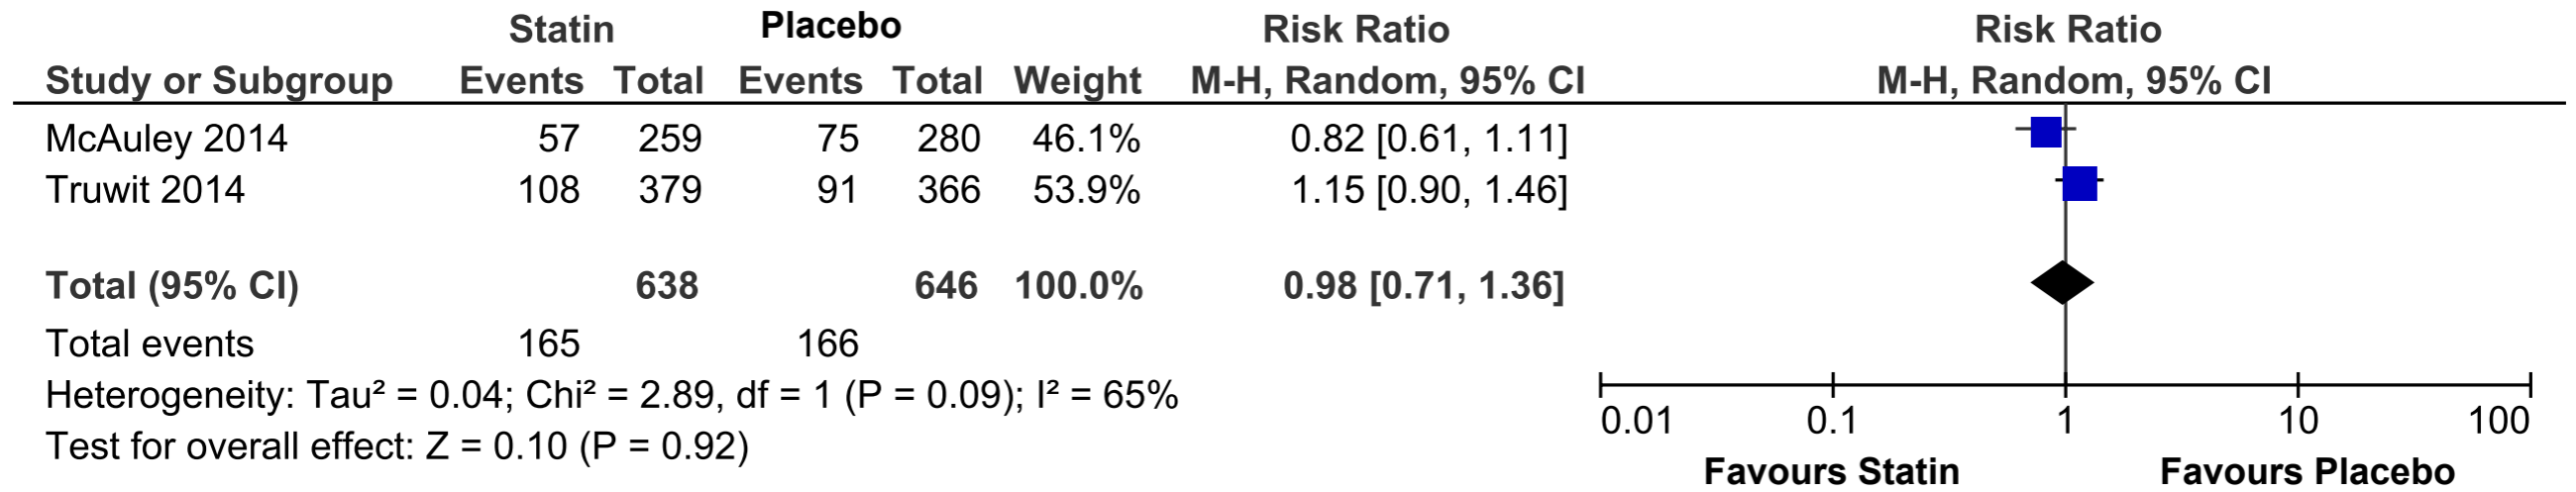 Statin Placebo Risk Ratio Risk Ratio
Study or Subgroup Events Total Events Total Weight M-H, Random, 95% CI M-H, Random, 95% CI
McAuley 2014 57 259 75 280 46.1% 0.82 [0.61, 1.11]
Truwit 2014 108 379 91 366 53.9% 1.15 [0.90, 1.46]
Total (95% CI) 638 646 100.0% 0.98 [0.71, 1.36]
Total events 165 166
Heterogeneity: Tau² = 0.04; Chi² = 2.89, df = 1 (P = 0.09); I² = 65%
Test for overall effect: Z = 0.10 (P = 0.92)
0.01 0.1 1 10 100
Favours Statin Favours Placebo